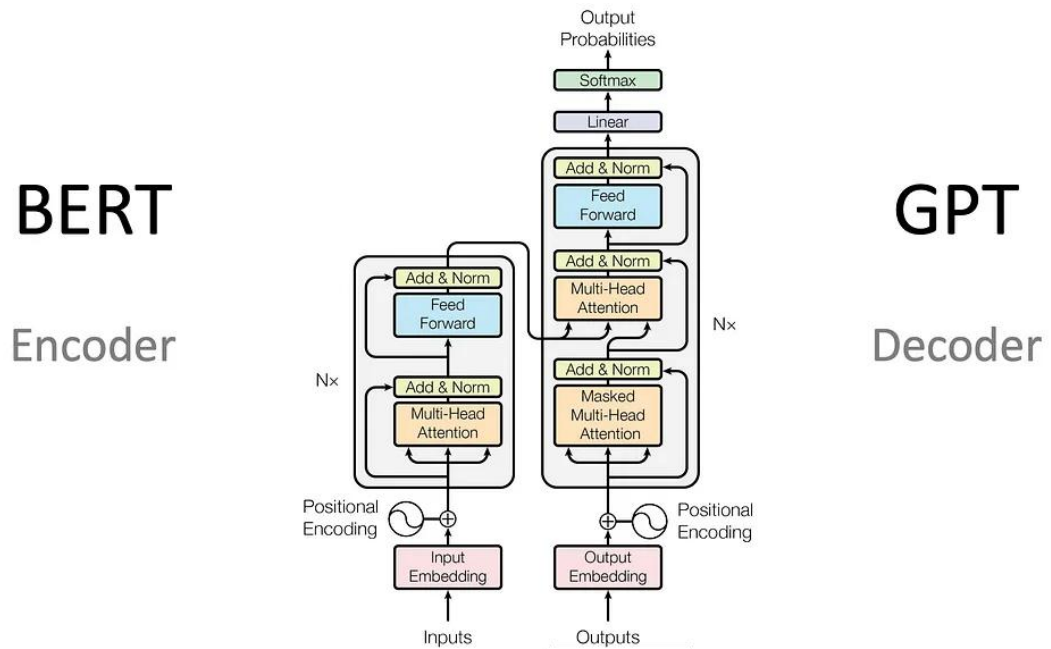 Output
Probabilities
Softmax
Linear
Add & Norm
Feed
Forward
Add & Norm
Multi-Head
Attention
Nx
Add & Norm
Masked
Multi-Head
Attention
BERT
Encoder
GPT
Decoder
Add & Norm
Feed
Forward
Nx
Add & Norm
Multi-Head
Attention
Positional
Encoding
Positional
Encoding
Input
Embedding
Output
Embedding
Inputs
Outputs